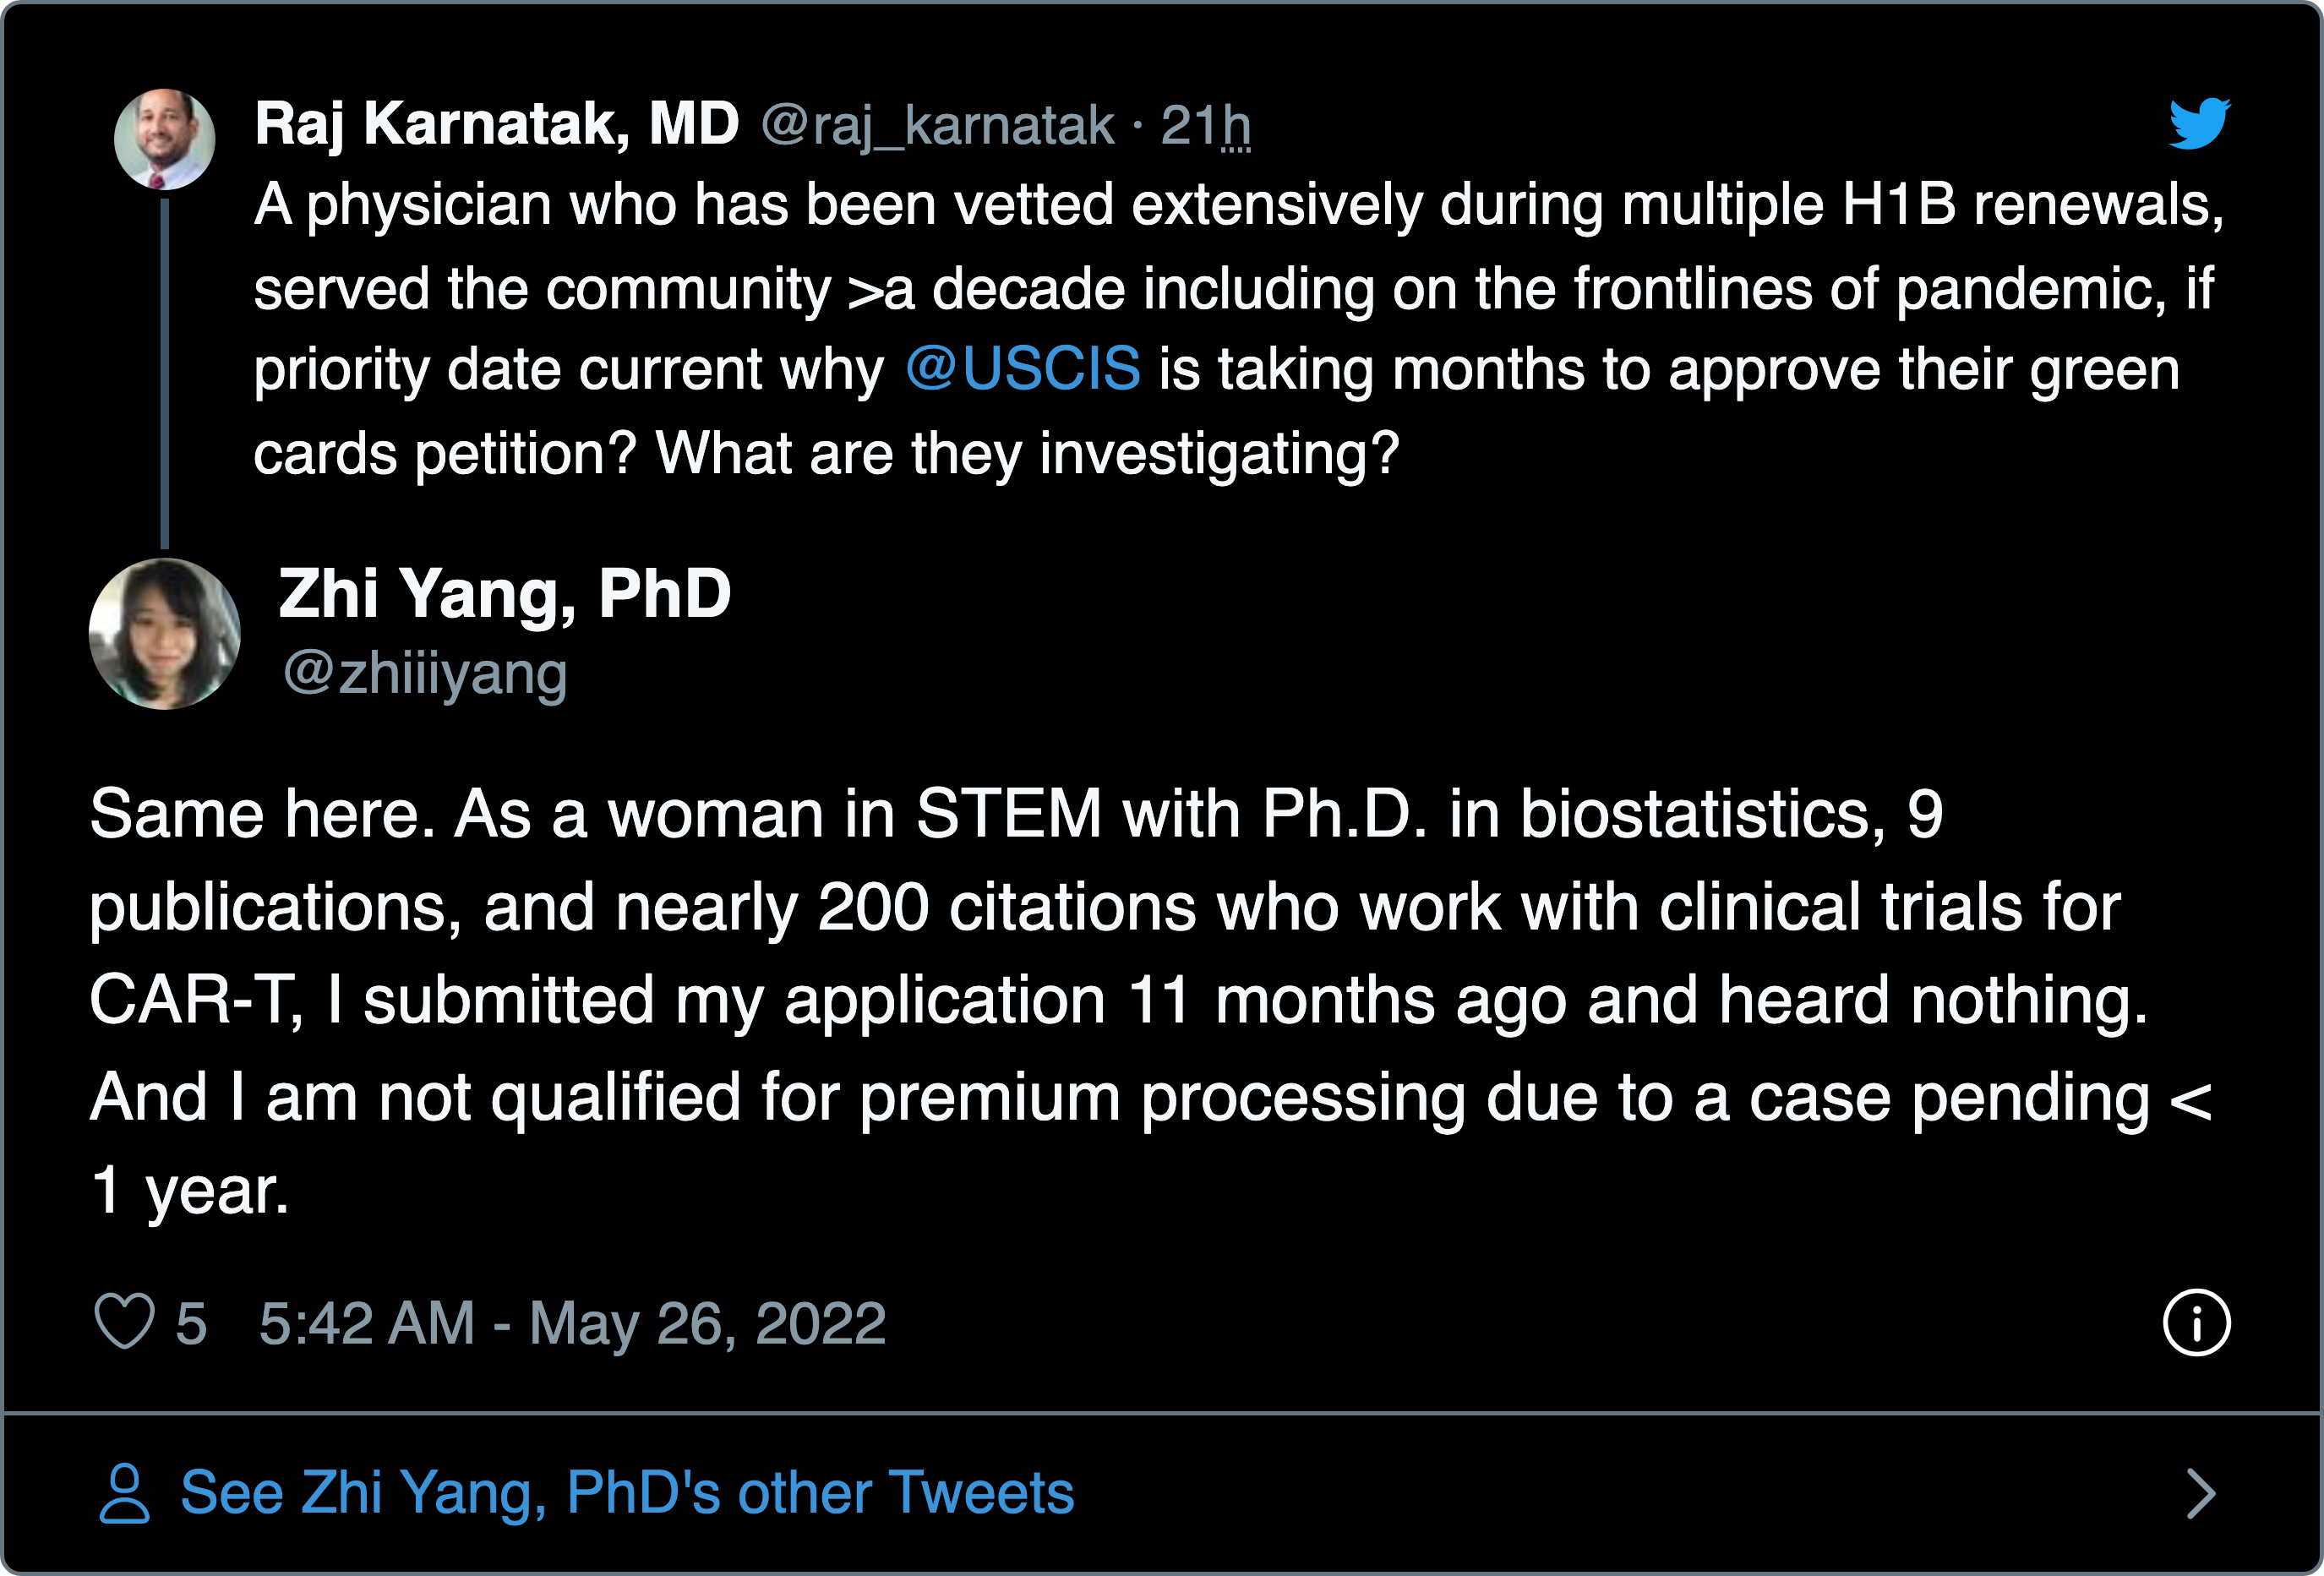 Raj Karnatak, MD @raj_karnatak · 21h
A physician who has been vetted extensively during multiple H1B renewals,
served the community >a decade including on the frontlines of pandemic, if
priority date current why @USCIS is taking months to approve their green
cards petition? What are they investigating?
Zhi Yang, PhD
@zhiiiyang
Same here. As a woman in STEM with Ph.D. in biostatistics, 9
publications, and nearly 200 citations who work with clinical trials for
CAR-T, I submitted my application 11 months ago and heard nothing.
And I am not qualified for premium processing due to a case pending <
1 year.
5 5:42 AM - May 26, 2022
See Zhi Yang, PhD's other Tweets